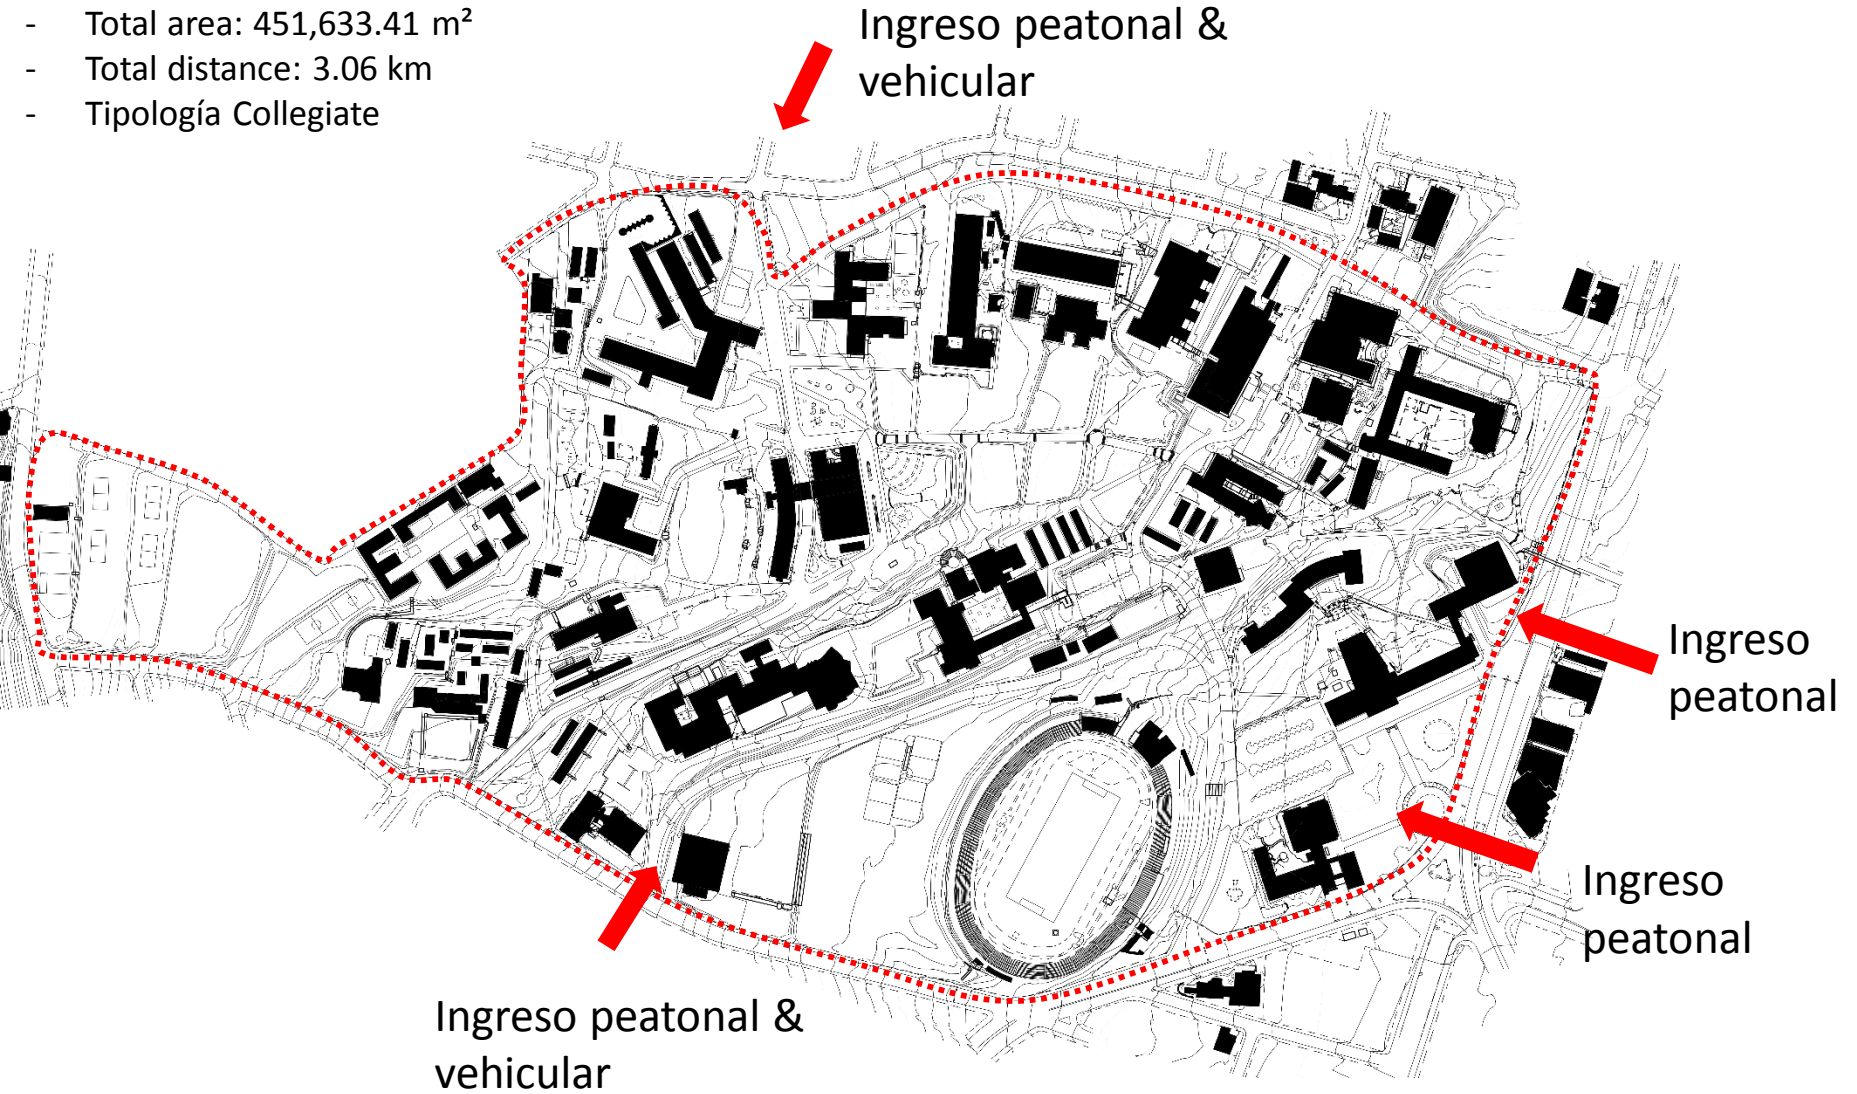 - Total area: 451,633.41 m²
- Total distance: 3.06 km
- Tipología Collegiate
Ingreso peatonal &
vehicular
Ingreso
peatonal
Ingreso
peatonal
Ingreso peatonal &
vehicular